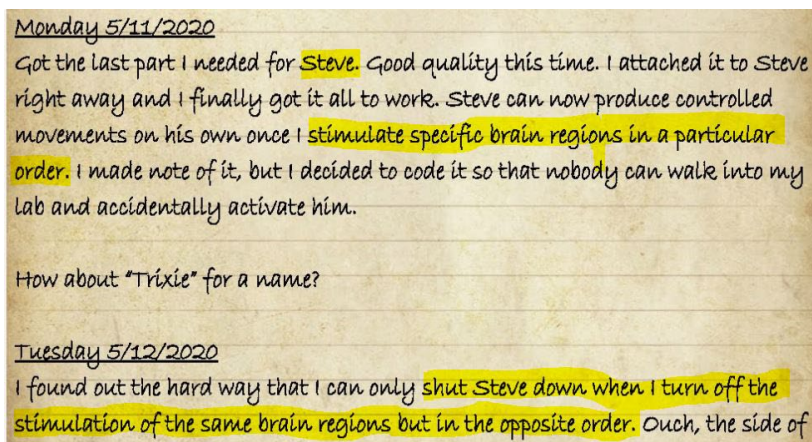 Monday 5/11/2020
Got the last part I needed for Steve. Good quality this time. I attached it to Steve
right away and I finally got it all to work. Steve can now produce controlled
movements on his own once I stimulate specific brain regions in a particular
order. I made note of it, but I decided to code it so that nobody can walk into my
lab and accidentally activate him.
How about "Trixie" for a name?
Tuesday 5/12/2020
I found out the hard way that I can only shut Steve down when I turn off the
stimulation of the same brain regions but in the opposite order. Ouch, the side of